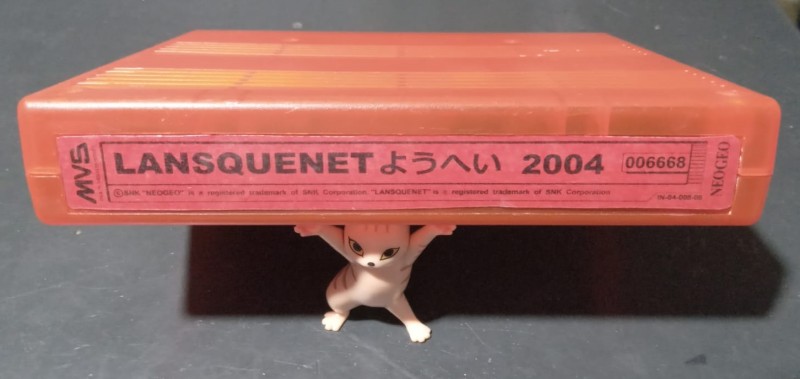 MVS
LANSQUENETようへい 2004
006668
ⓒSNK "NEOGEO" is a registered trademark of SNK Corporation. "LANSQUENET" is a registered trademark of SNK Corporation
NEOGEO